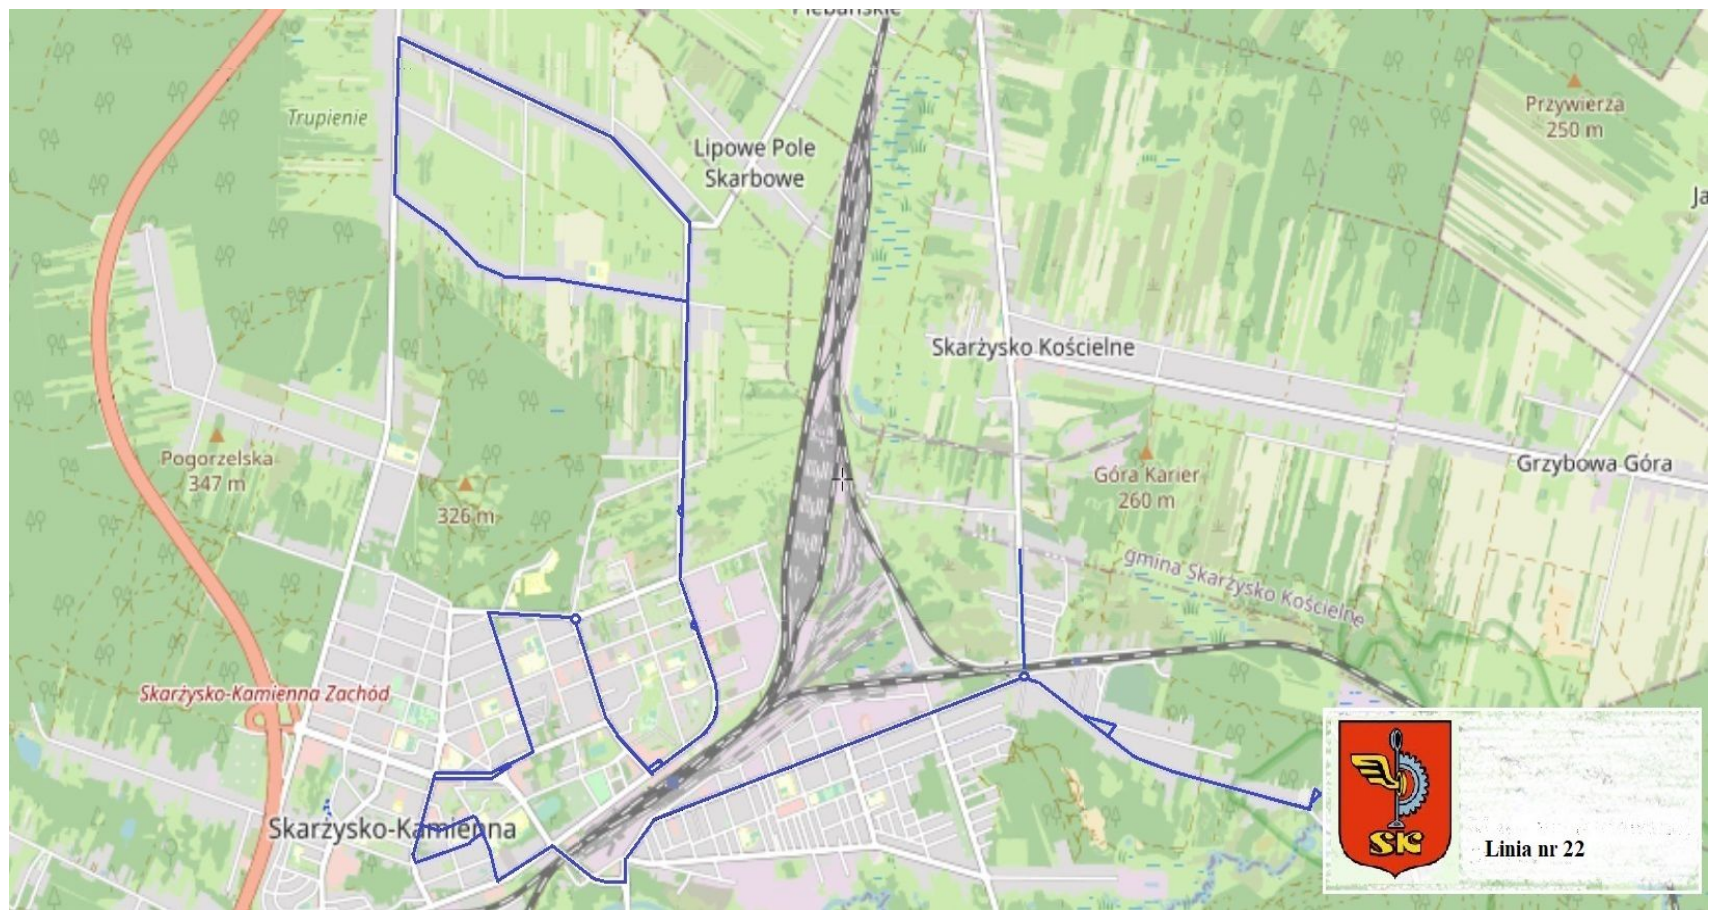 Trupienie
Lipowe Pole
Skarbowe
Przywierza
250 m
Skarżysko Kościelne
Pogorzelska
347 m
326 m
Góra Karier
260 m
Grzybowa Góra
gmina Skarżysko Kościelne
Skarżysko-Kamienna Zachód
Skarżysko-Kamienna
SK
Linia nr 22